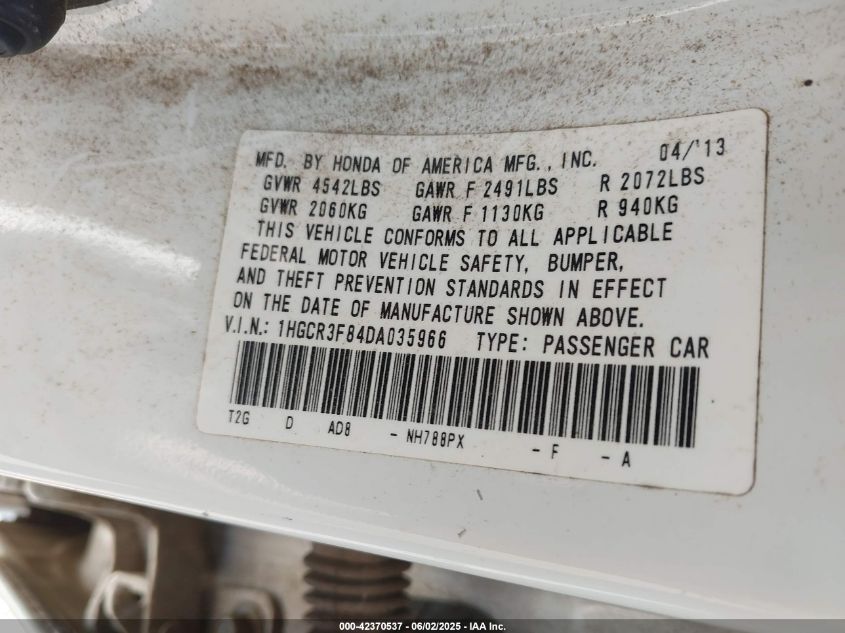 MFD. BY HONDA OF AMERICA MFG., INC. 04/'13
GVWR 4542LBS GAWR F 2491LBS R 2072LBS
GVWR 2060KG GAWR F 1130KG R 940KG
THIS VEHICLE CONFORMS TO ALL APPLICABLE
FEDERAL MOTOR VEHICLE SAFETY, BUMPER,
AND THEFT PREVENTION STANDARDS IN EFFECT
ON THE DATE OF MANUFACTURE SHOWN ABOVE.
V.I.N.: 1HGCR3F84DA035966 TYPE: PASSENGER CAR
T2G D AD8 - NH788PX - F - A
000-42370537 - 06/02/2025 - IAA Inc.